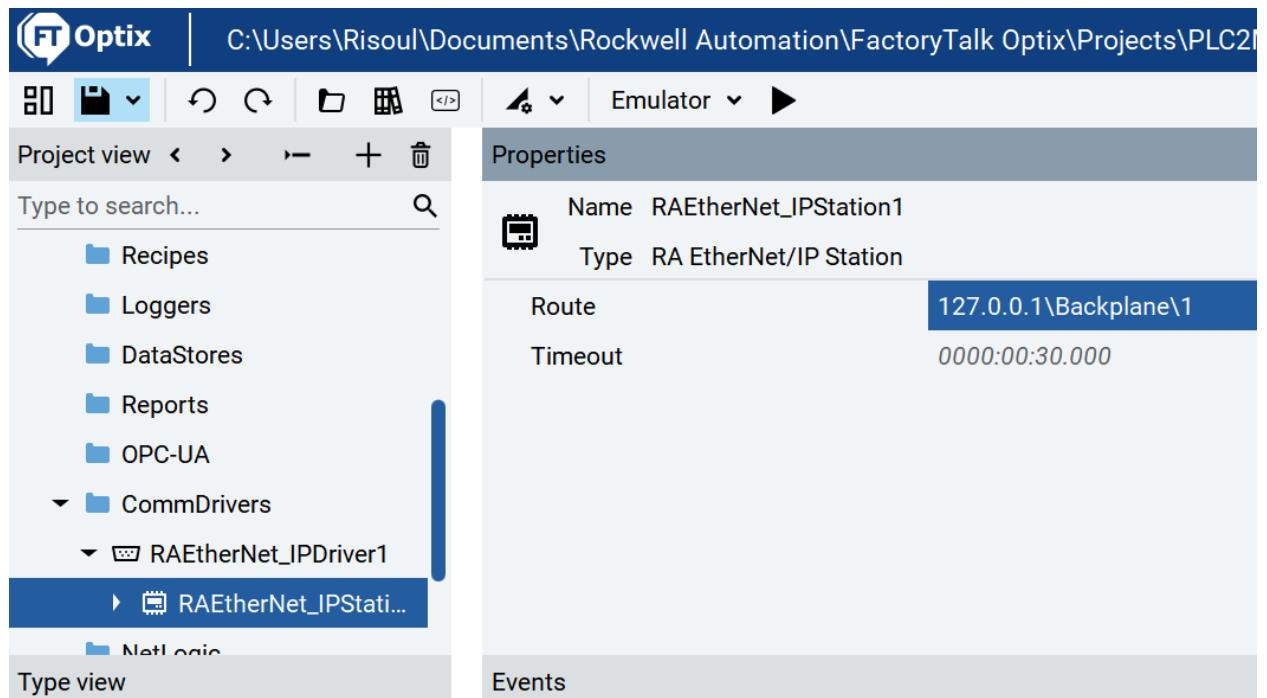 FT Optix
C:\Users\Risoul\Documents\Rockwell Automation\FactoryTalk Optix\Projects\PLC2
Emulator
Project view
Type to search...
Recipes
Loggers
DataStores
Reports
OPC-UA
CommDrivers
RAEtherNet_IPDriver1
RAEtherNet_IPStati...
NetLogic
Type view
Properties
Name RAEtherNet_IPStation1
Type RA EtherNet/IP Station
Route 127.0.0.1\Backplane\1
Timeout 0000:00:30.000
Events